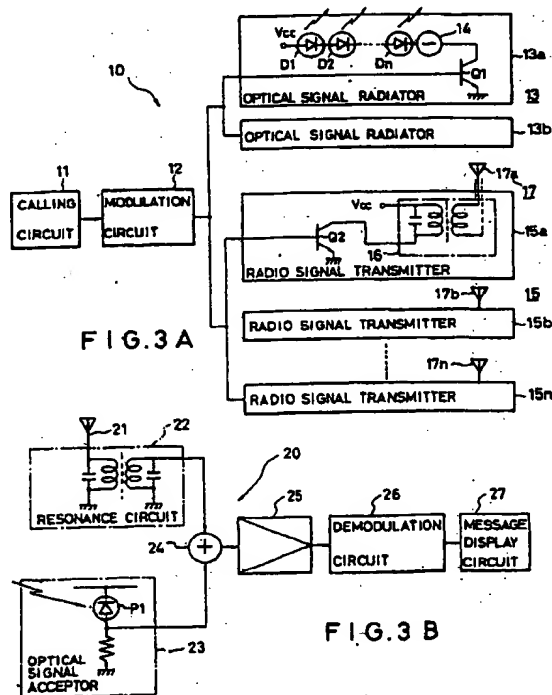 10
Vcc
D1 D2 Dn
14
Q1
13a
OPTICAL SIGNAL RADIATOR
13
OPTICAL SIGNAL RADIATOR
13b
11
CALLING
CIRCUIT
12
MODULATION
CIRCUIT
17a
17
Vcc
Q2
16
15a
RADIO SIGNAL TRANSMITTER
17b
15
RADIO SIGNAL TRANSMITTER
15b
17n
RADIO SIGNAL TRANSMITTER
15n
FIG.3A
21
22
RESONANCE CIRCUIT
20
24
25
26
DEMODULATION
CIRCUIT
27
MESSAGE
DISPLAY
CIRCUIT
P1
23
OPTICAL
SIGNAL
ACCEPTOR
FIG.3B